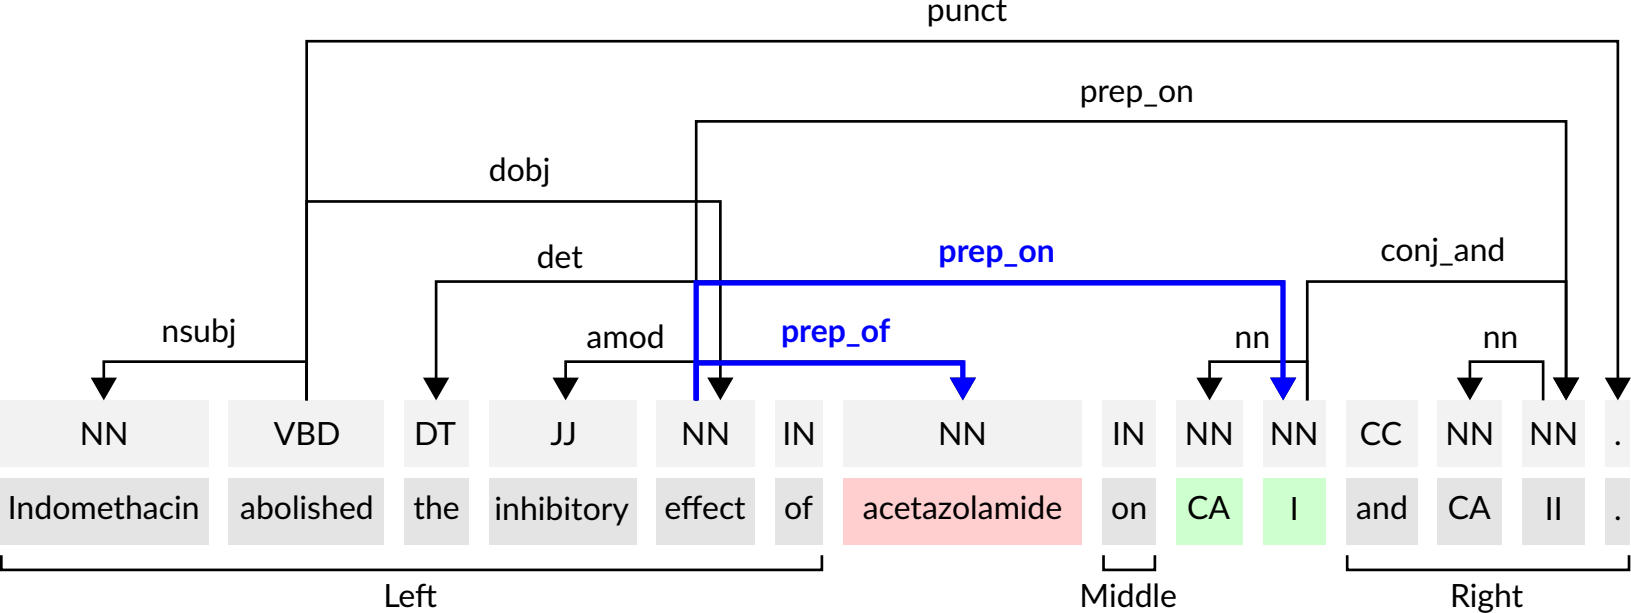 punct
prep_on
dobj
det prep_on conj_and
nsubj amod prep_of nn nn
NN VBD DT JJ NN IN NN IN NN NN CC NN NN .
Indomethacin abolished the inhibitory effect of acetazolamide on CA I and CA II .
Left Middle Right